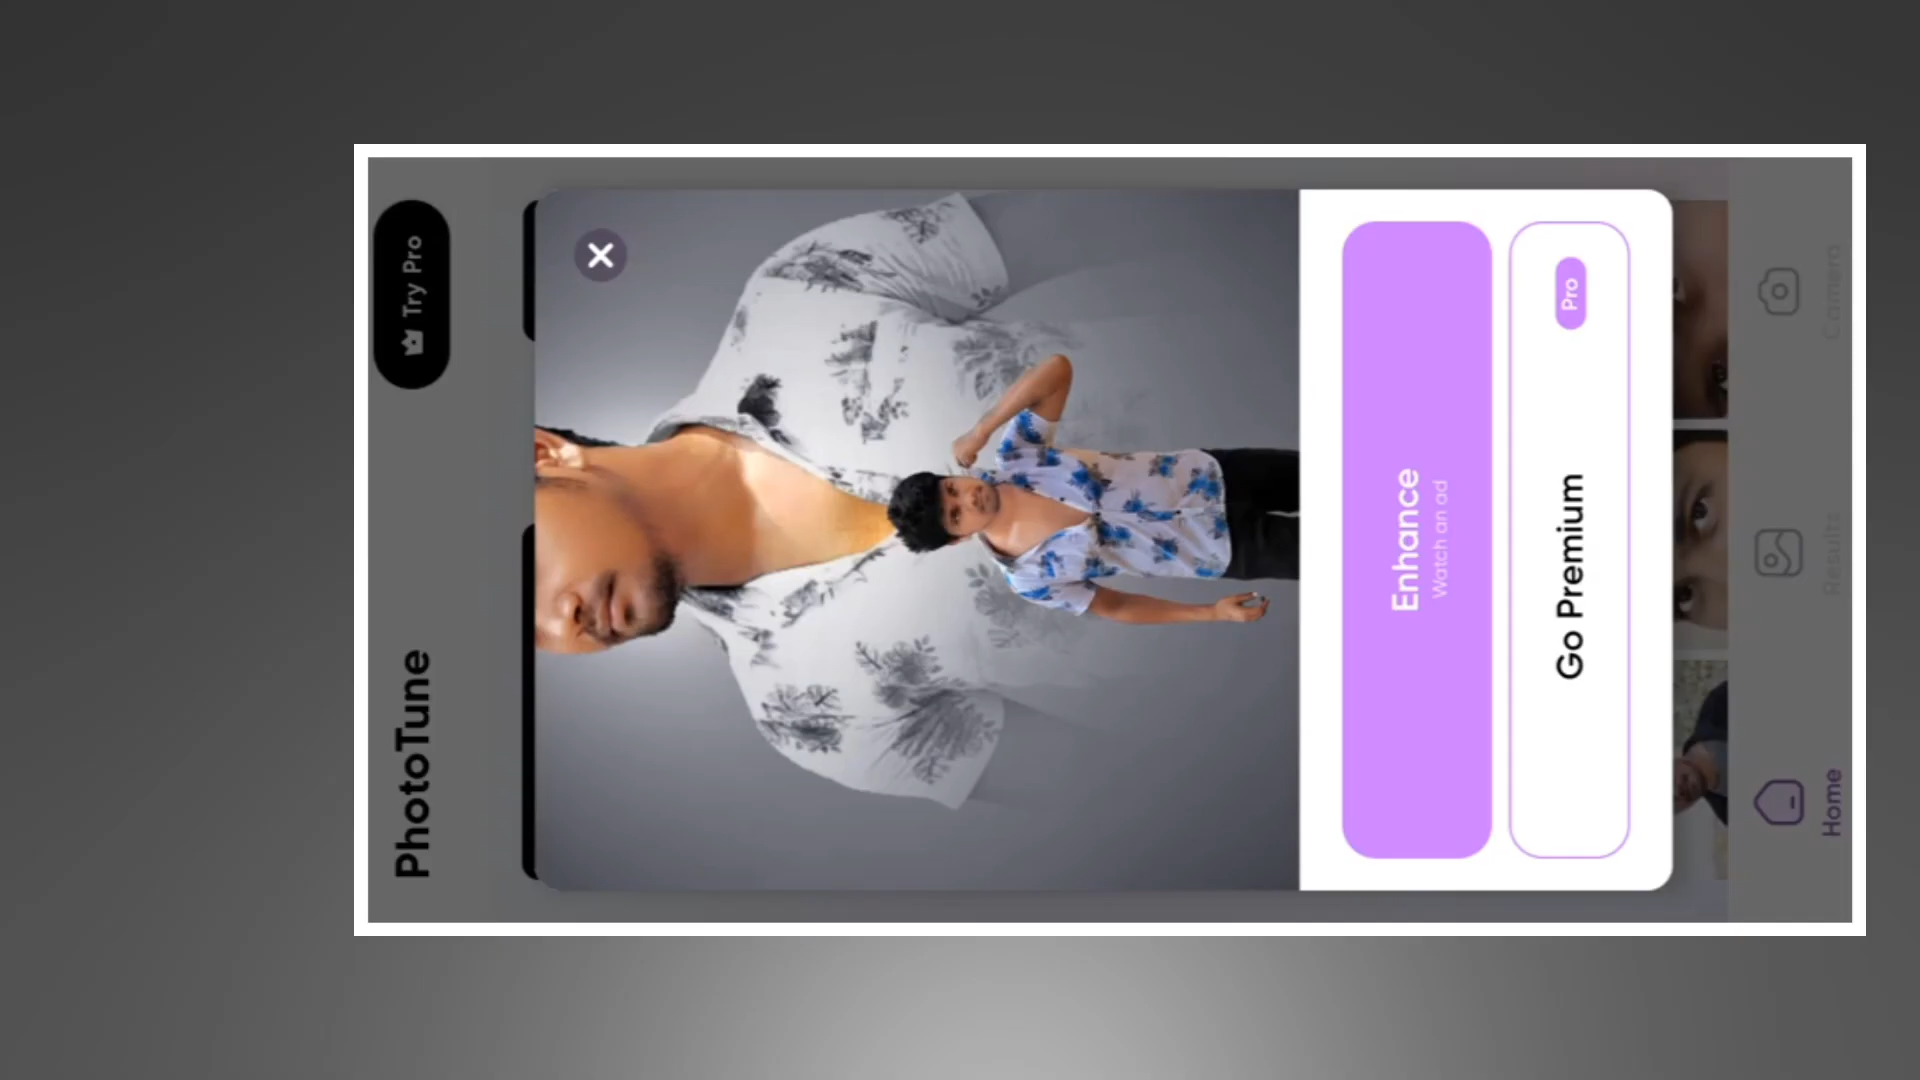 PhotoTune
Try Pro
Enhance
Watch an ad
Go Premium
Pro
Home
Results
Camera